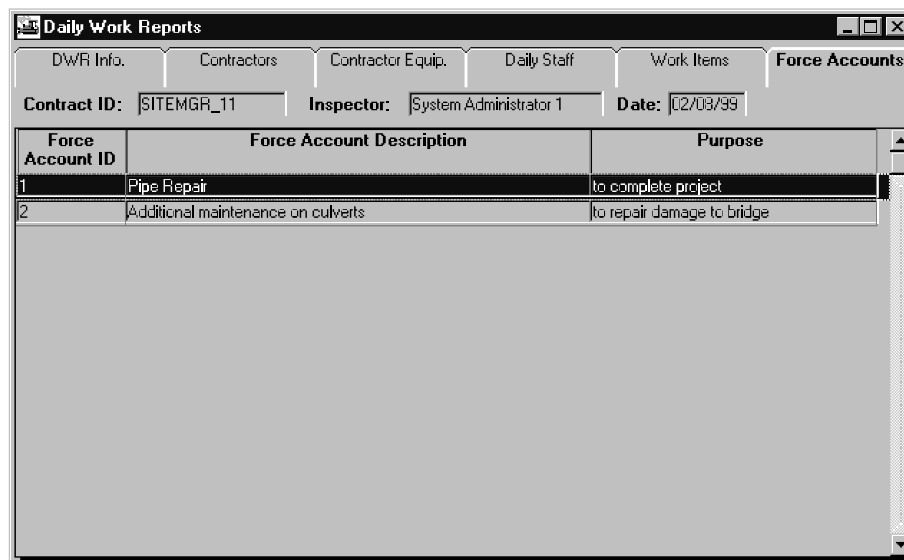 Daily Work Reports
DWR Info. Contractors Contractor Equip. Daily Staff Work Items Force Accounts
Contract ID: SITEMGR_11 Inspector: System Administrator 1 Date: 02/03/99
Force Account ID Force Account Description Purpose
1 Pipe Repair to complete project
2 Additional maintenance on culverts to repair damage to bridge